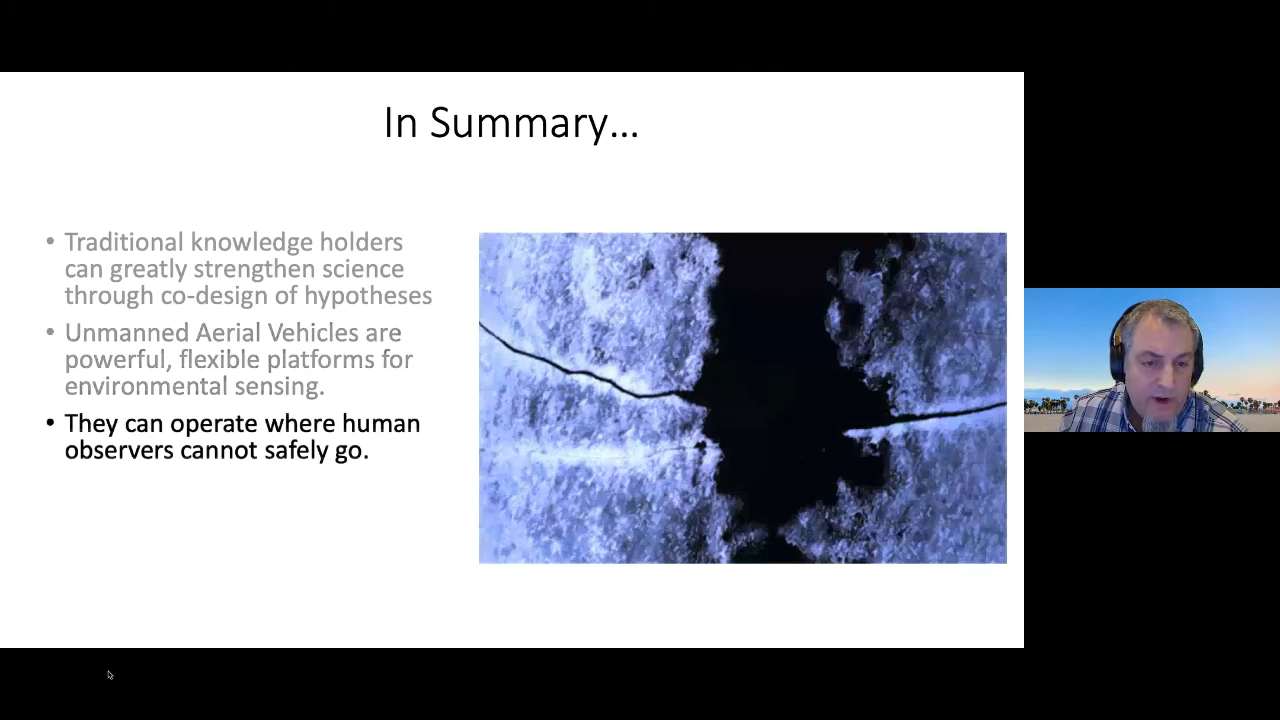 In Summary...
• Traditional knowledge holders
can greatly strengthen science
through co-design of hypotheses
• Unmanned Aerial Vehicles are
powerful, flexible platforms for
environmental sensing.
• They can operate where human
observers cannot safely go.